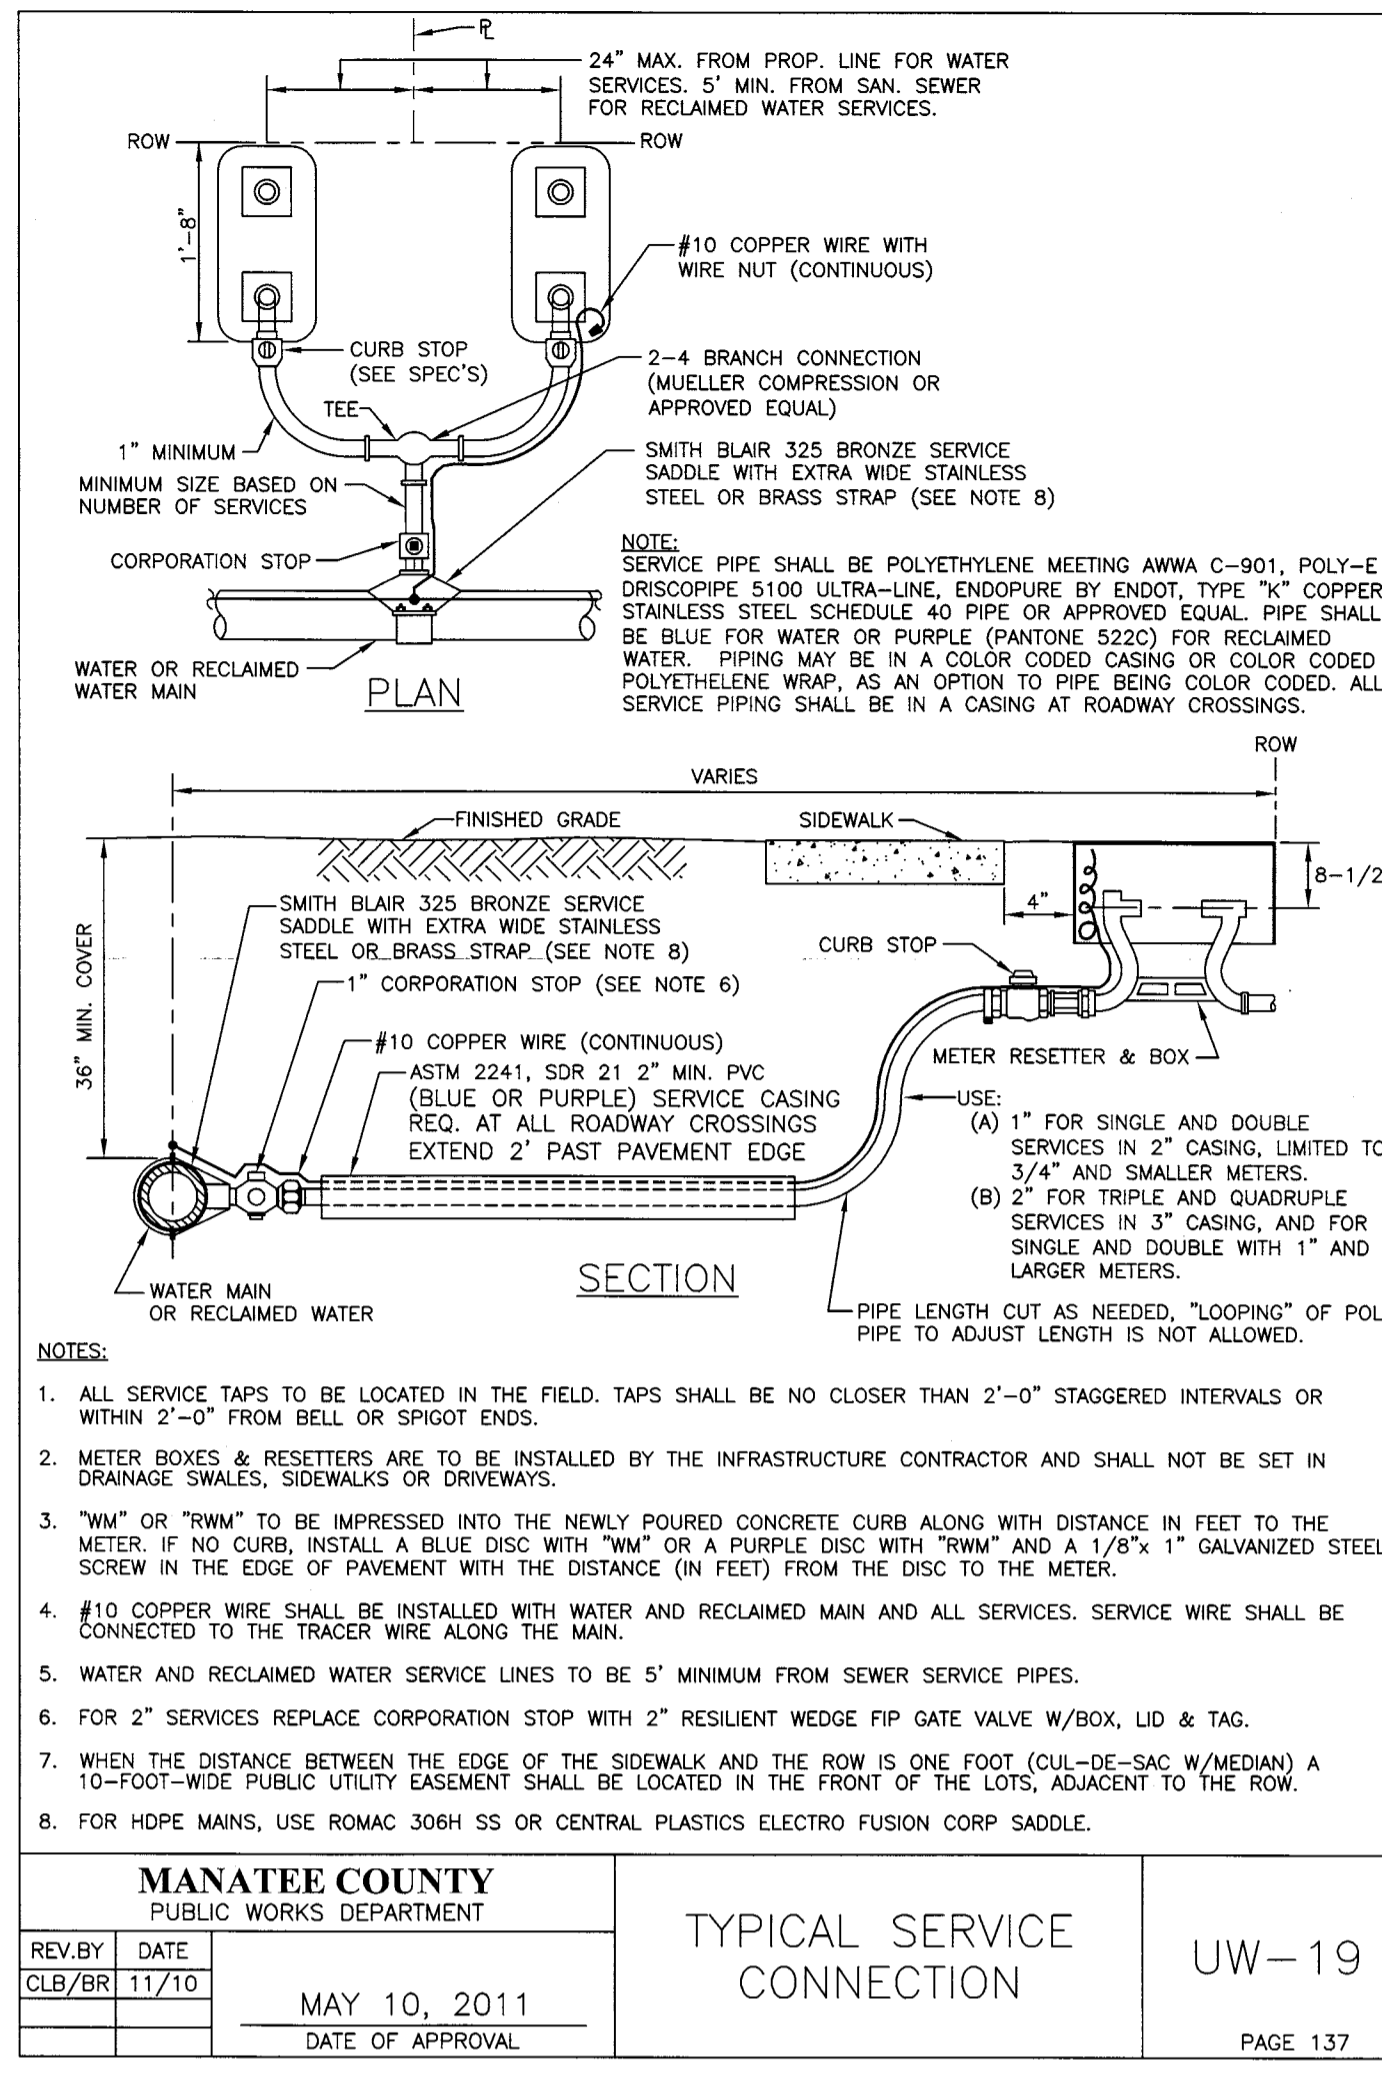 PL
24" MAX. FROM PROP. LINE FOR WATER
SERVICES. 5' MIN. FROM SAN. SEWER
FOR RECLAIMED WATER SERVICES.
ROW
ROW
1'-8"
#10 COPPER WIRE WITH
WIRE NUT (CONTINUOUS)
CURB STOP
(SEE SPEC'S)
2-4 BRANCH CONNECTION
(MUELLER COMPRESSION OR
APPROVED EQUAL)
TEE
1" MINIMUM
SMITH BLAIR 325 BRONZE SERVICE
SADDLE WITH EXTRA WIDE STAINLESS
STEEL OR BRASS STRAP (SEE NOTE 8)
MINIMUM SIZE BASED ON
NUMBER OF SERVICES
CORPORATION STOP
NOTE:
SERVICE PIPE SHALL BE POLYETHYLENE MEETING AWWA C-901, POLY-E
DRISCOPIPE 5100 ULTRA-LINE, ENDOPURE BY ENDOT, TYPE "K" COPPER
STAINLESS STEEL SCHEDULE 40 PIPE OR APPROVED EQUAL. PIPE SHALL
BE BLUE FOR WATER OR PURPLE (PANTONE 522C) FOR RECLAIMED
WATER. PIPING MAY BE IN A COLOR CODED CASING OR COLOR CODED
POLYETHELENE WRAP, AS AN OPTION TO PIPE BEING COLOR CODED. ALL
SERVICE PIPING SHALL BE IN A CASING AT ROADWAY CROSSINGS.
WATER OR RECLAIMED
WATER MAIN
PLAN
ROW
VARIES
FINISHED GRADE
SIDEWALK
8-1/2
4"
36" MIN. COVER
SMITH BLAIR 325 BRONZE SERVICE
SADDLE WITH EXTRA WIDE STAINLESS
STEEL OR BRASS STRAP (SEE NOTE 8)
CURB STOP
1" CORPORATION STOP (SEE NOTE 6)
#10 COPPER WIRE (CONTINUOUS)
METER RESETTER & BOX
ASTM 2241, SDR 21 2" MIN. PVC
(BLUE OR PURPLE) SERVICE CASING
REQ. AT ALL ROADWAY CROSSINGS
EXTEND 2' PAST PAVEMENT EDGE
USE:
(A) 1" FOR SINGLE AND DOUBLE
SERVICES IN 2" CASING, LIMITED TO
3/4" AND SMALLER METERS.
(B) 2" FOR TRIPLE AND QUADRUPLE
SERVICES IN 3" CASING, AND FOR
SINGLE AND DOUBLE WITH 1" AND
LARGER METERS.
WATER MAIN
OR RECLAIMED WATER
SECTION
PIPE LENGTH CUT AS NEEDED, "LOOPING" OF POL
PIPE TO ADJUST LENGTH IS NOT ALLOWED.
NOTES:
1. ALL SERVICE TAPS TO BE LOCATED IN THE FIELD. TAPS SHALL BE NO CLOSER THAN 2'-0" STAGGERED INTERVALS OR
WITHIN 2'-0" FROM BELL OR SPIGOT ENDS.
2. METER BOXES & RESETTERS ARE TO BE INSTALLED BY THE INFRASTRUCTURE CONTRACTOR AND SHALL NOT BE SET IN
DRAINAGE SWALES, SIDEWALKS OR DRIVEWAYS.
3. "WM" OR "RWM" TO BE IMPRESSED INTO THE NEWLY POURED CONCRETE CURB ALONG WITH DISTANCE IN FEET TO THE
METER. IF NO CURB, INSTALL A BLUE DISC WITH "WM" OR A PURPLE DISC WITH "RWM" AND A 1/8"x 1" GALVANIZED STEEL
SCREW IN THE EDGE OF PAVEMENT WITH THE DISTANCE (IN FEET) FROM THE DISC TO THE METER.
4. #10 COPPER WIRE SHALL BE INSTALLED WITH WATER AND RECLAIMED MAIN AND ALL SERVICES. SERVICE WIRE SHALL BE
CONNECTED TO THE TRACER WIRE ALONG THE MAIN.
5. WATER AND RECLAIMED WATER SERVICE LINES TO BE 5' MINIMUM FROM SEWER SERVICE PIPES.
6. FOR 2" SERVICES REPLACE CORPORATION STOP WITH 2" RESILIENT WEDGE FIP GATE VALVE W/BOX, LID & TAG.
7. WHEN THE DISTANCE BETWEEN THE EDGE OF THE SIDEWALK AND THE ROW IS ONE FOOT (CUL-DE-SAC W/MEDIAN) A
10-FOOT-WIDE PUBLIC UTILITY EASEMENT SHALL BE LOCATED IN THE FRONT OF THE LOTS, ADJACENT TO THE ROW.
8. FOR HDPE MAINS, USE ROMAC 306H SS OR CENTRAL PLASTICS ELECTRO FUSION CORP SADDLE.
MANATEE COUNTY
PUBLIC WORKS DEPARTMENT
REV.BY DATE
CLB/BR 11/10
MAY 10, 2011
DATE OF APPROVAL
TYPICAL SERVICE
CONNECTION
UW-19
PAGE 137